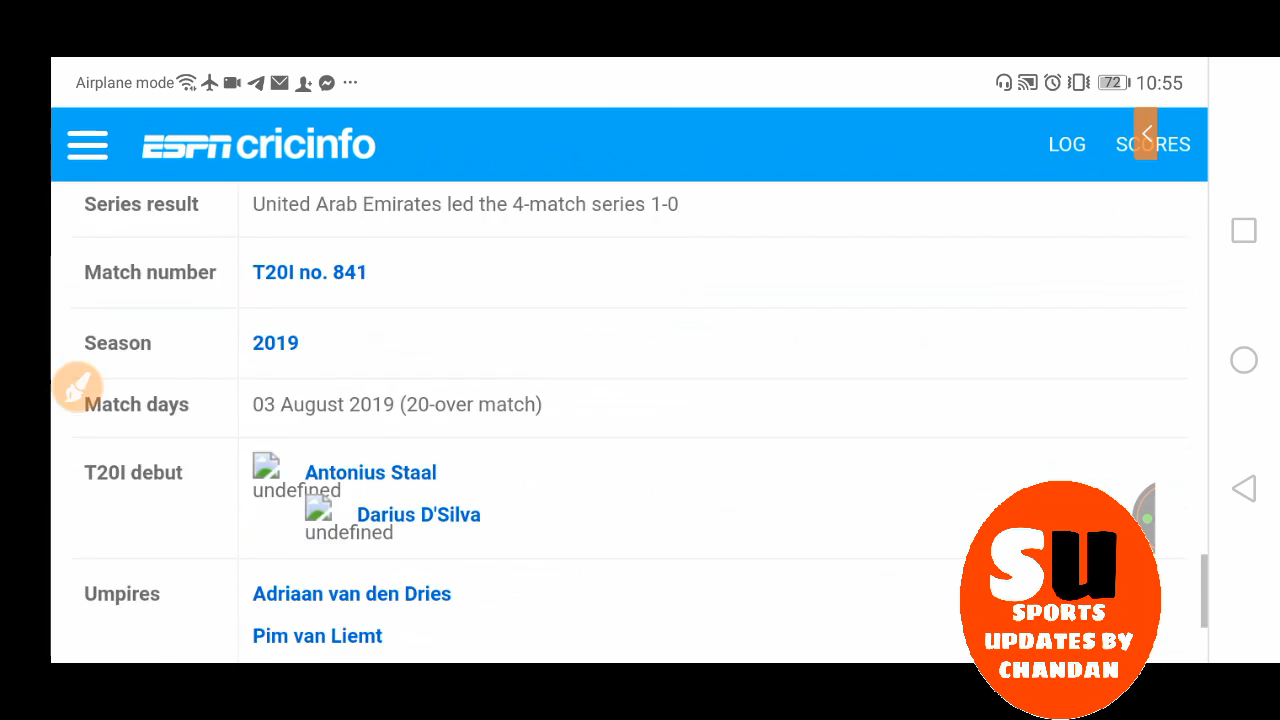 Airplane mode 72 10:55
ESPN cricinfo LOG SCORES
Series result United Arab Emirates led the 4-match series 1-0
Match number T20I no. 841
Season 2019
Match days 03 August 2019 (20-over match)
T20I debut Antonius Staal
undefined
Darius D'Silva
undefined
Umpires Adriaan van den Dries
Pim van Liemt
SU
SPORTS
UPDATES BY
CHANDAN